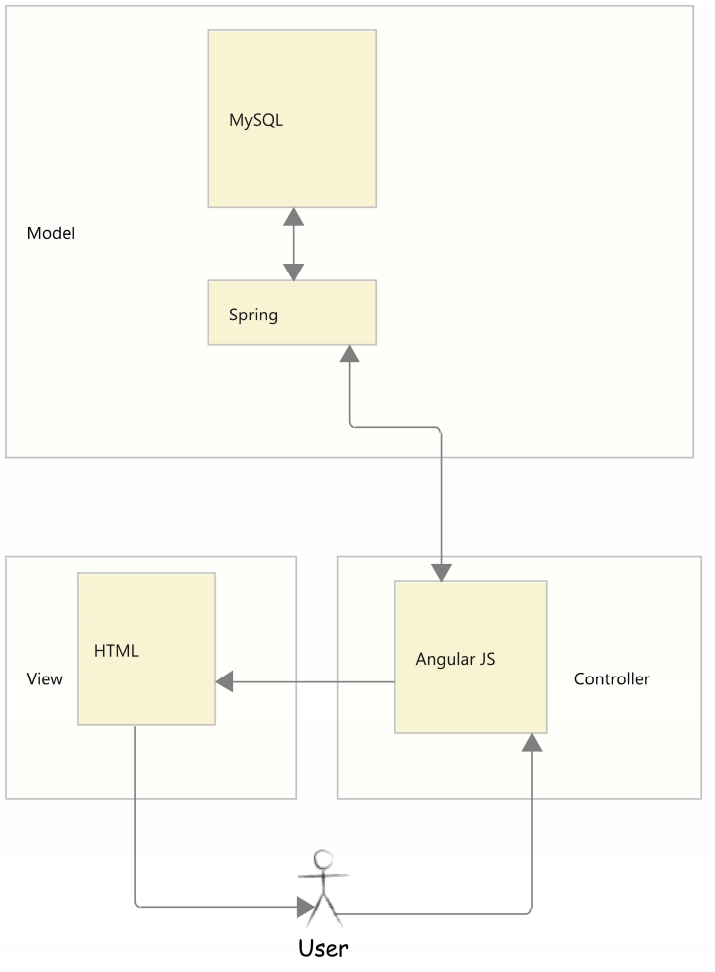 MySQL
Model
Spring
HTML
Angular JS
View
Controller
User